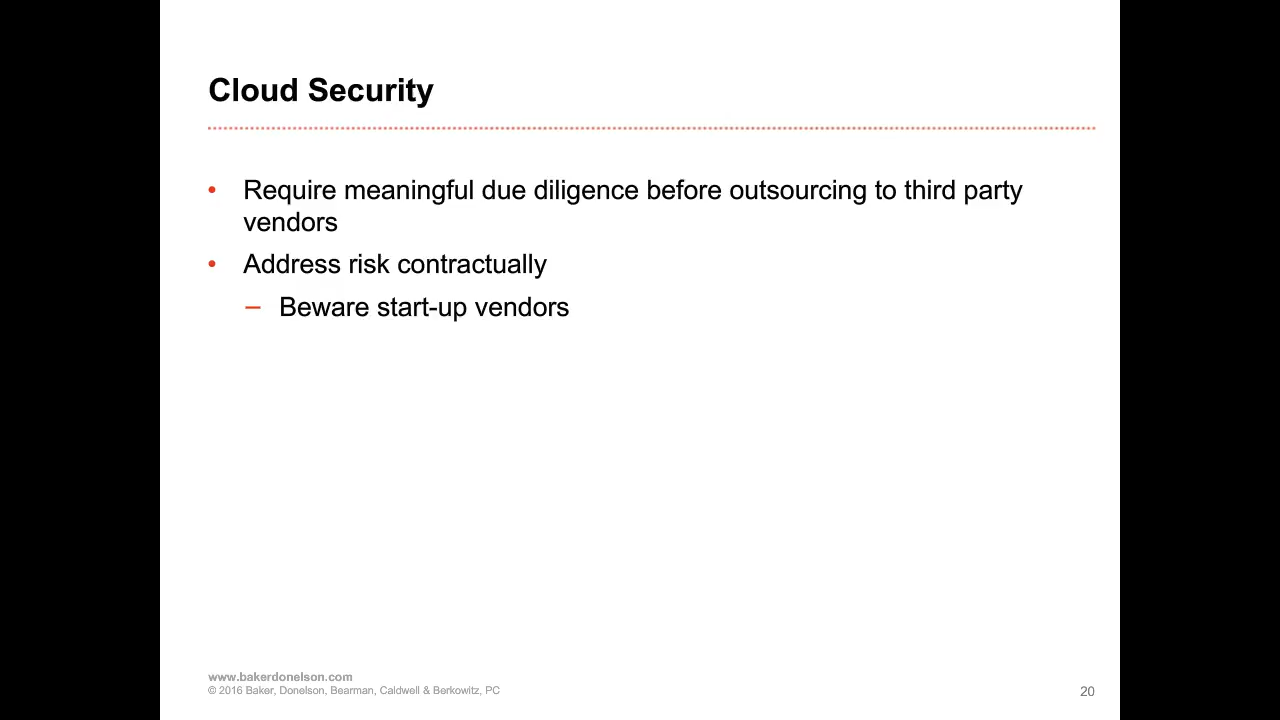 Cloud Security
• Require meaningful due diligence before outsourcing to third party
vendors
• Address risk contractually
– Beware start-up vendors
www.bakerdonelson.com
© 2016 Baker, Donelson, Bearman, Caldwell & Berkowitz, PC
20